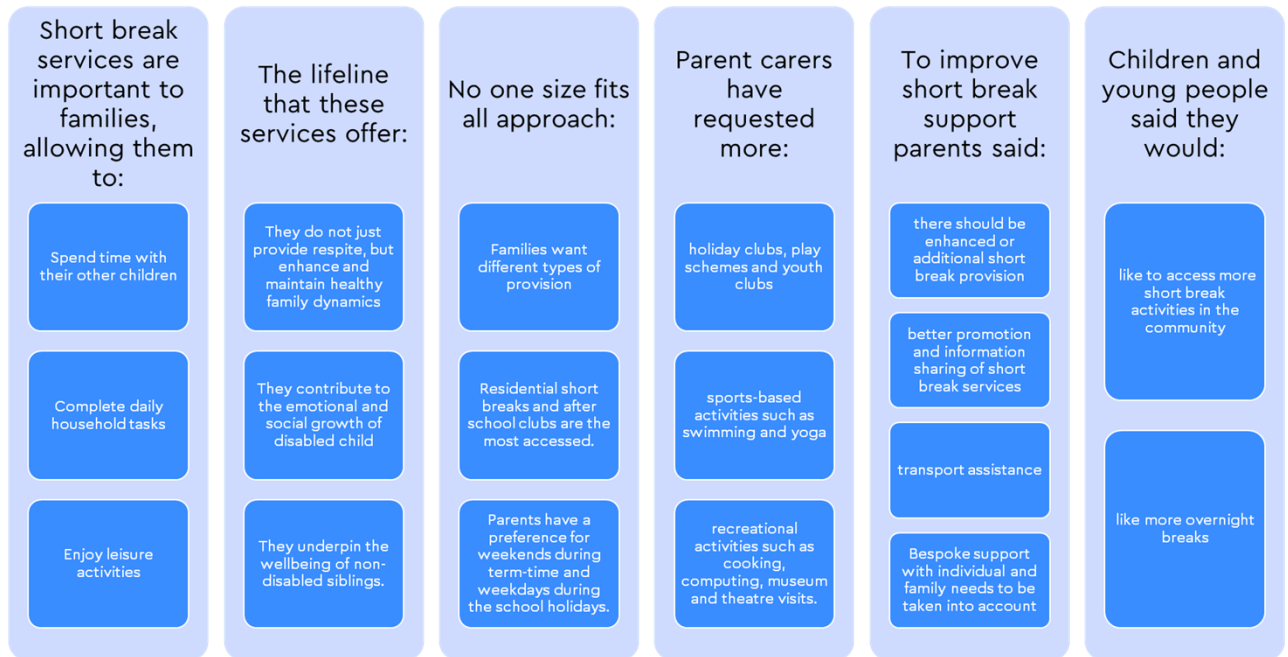 Short break
services are
important to
families,
allowing them
to:
Spend time with
their other children
Complete daily
household tasks
Enjoy leisure
activities
The lifeline
that these
services offer:
They do not just
provide respite, but
enhance and
maintain healthy
family dynamics
They contribute to
the emotional and
social growth of
disabled child
They underpin the
wellbeing of non-
disabled siblings.
No one size fits
all approach:
Families want
different types of
provision
Residential short
breaks and after
school clubs are the
most accessed.
Parents have a
preference for
weekends during
term-time and
weekdays during
the school holidays.
Parent carers
have
requested
more:
holiday clubs, play
schemes and youth
clubs
sports-based
activities such as
swimming and yoga
recreational
activities such as
cooking,
computing, museum
and theatre visits.
To improve
short break
support
parents said:
there should be
enhanced or
additional short
break provision
better promotion
and information
sharing of short
break services
transport assistance
Bespoke support
with individual and
family needs to be
taken into account
Children and
young people
said they
would:
like to access more
short break
activities in the
community
like more overnight
breaks